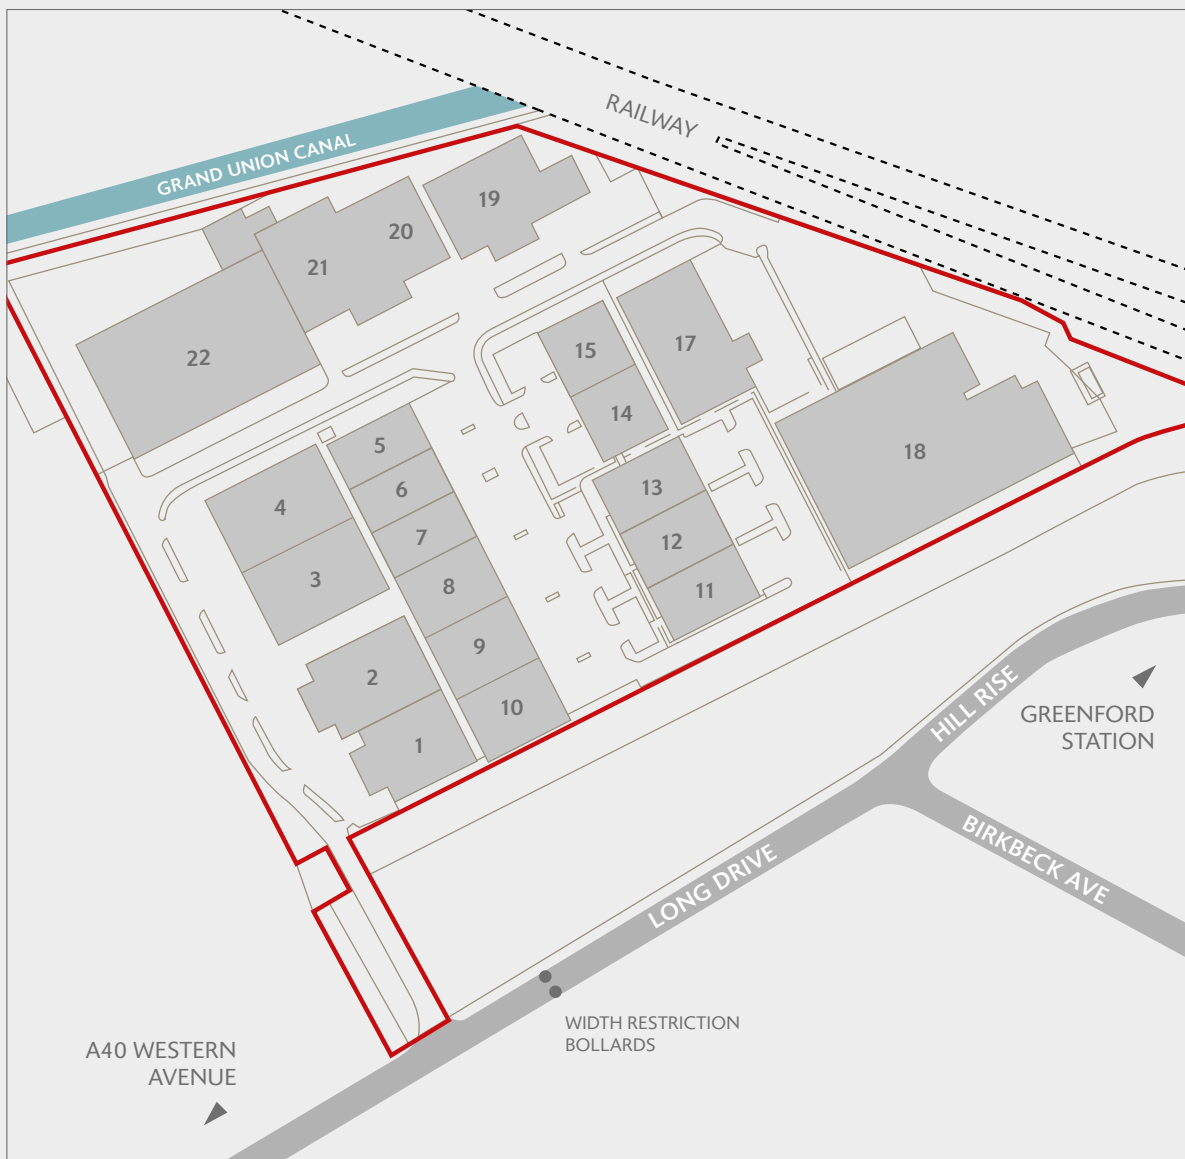 RAILWAY
GRAND UNION CANAL
19
20
21
22
15
17
14
5
6
4
13
18
7
12
3
8
11
9
2
10
1
HILL RISE
GREENFORD
STATION
BIRKBECK AVE
LONG DRIVE
WIDTH RESTRICTION
BOLLARDS
A40 WESTERN
AVENUE